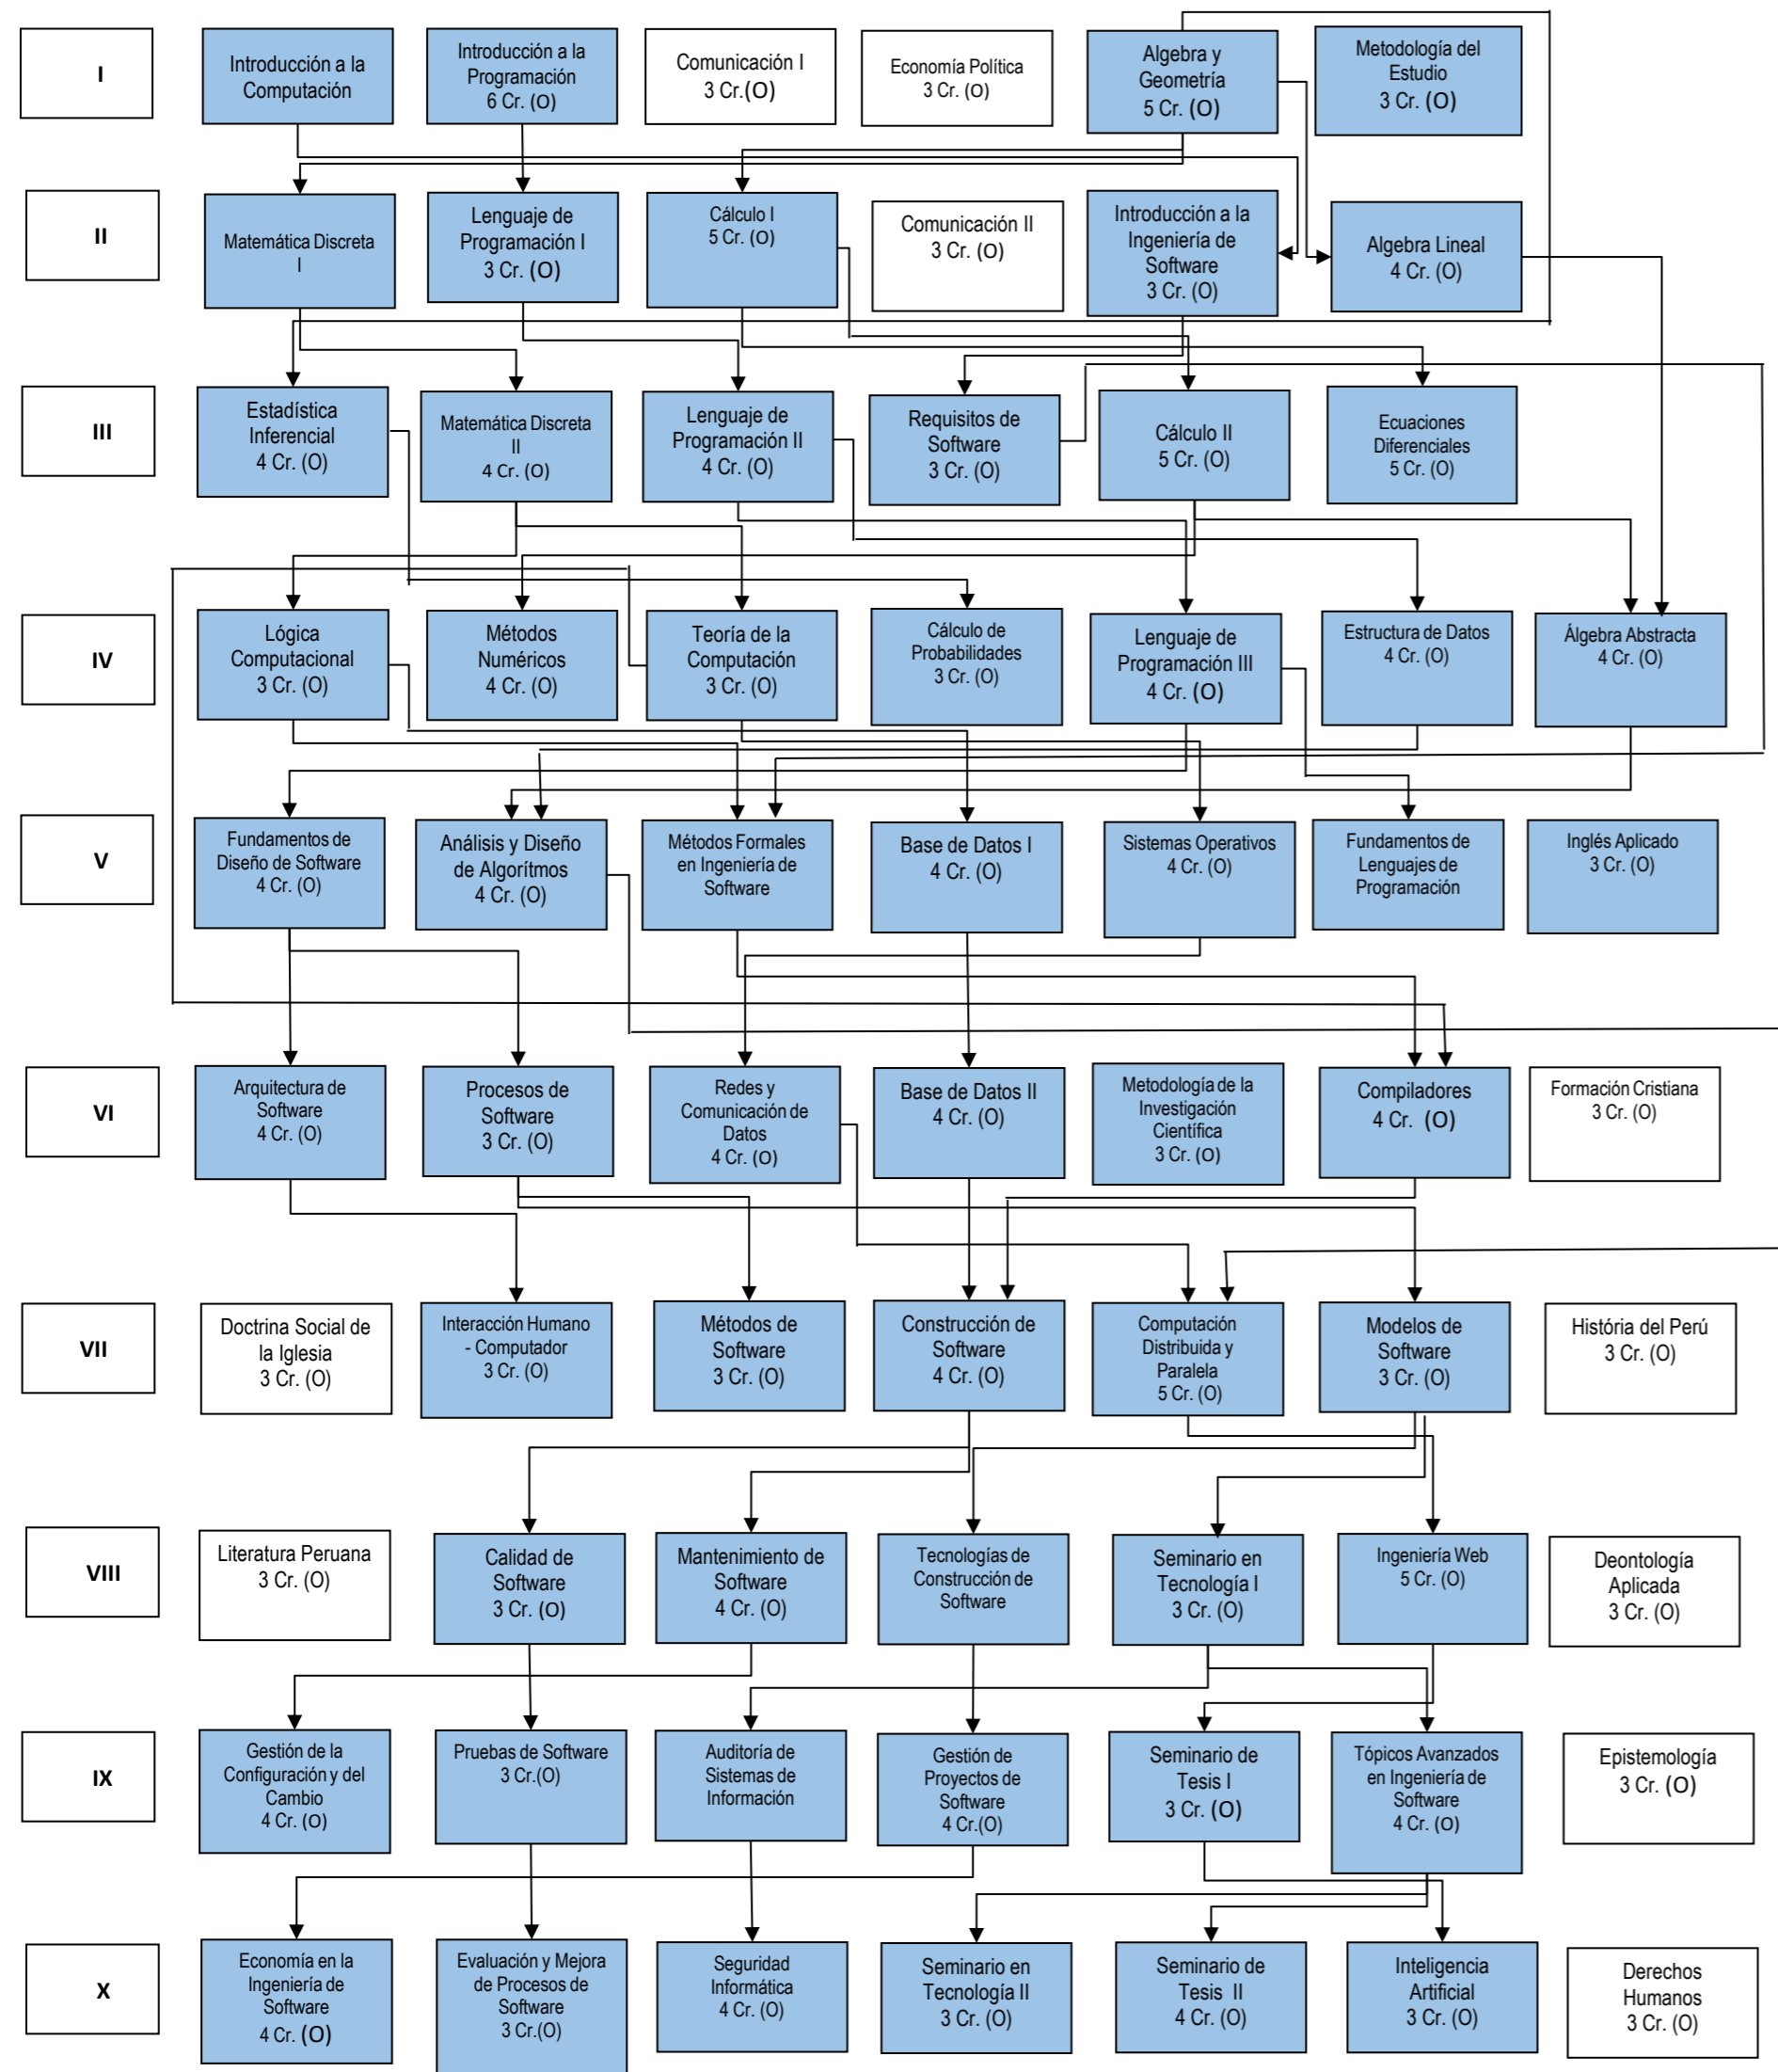 I
Introducción a la
Computación
Introducción a la
Programación
6 Cr. (O)
Comunicación I
3 Cr.(O)
Economía Política
3 Cr. (O)
Algebra y
Geometría
5 Cr. (O)
Metodología del
Estudio
3 Cr. (O)
II
Matemática Discreta
I
Lenguaje de
Programación I
3 Cr. (O)
Cálculo I
5 Cr. (O)
Comunicación II
3 Cr. (O)
Introducción a la
Ingeniería de
Software
3 Cr. (O)
Algebra Lineal
4 Cr. (O)
III
Estadística
Inferencial
4 Cr. (O)
Matemática Discreta
II
4 Cr. (O)
Lenguaje de
Programación II
4 Cr. (O)
Requisitos de
Software
3 Cr. (O)
Cálculo II
5 Cr. (O)
Ecuaciones
Diferenciales
5 Cr. (O)
IV
Lógica
Computacional
3 Cr. (O)
Métodos
Numéricos
4 Cr. (O)
Teoría de la
Computación
3 Cr. (O)
Cálculo de
Probabilidades
3 Cr. (O)
Lenguaje de
Programación III
4 Cr. (O)
Estructura de Datos
4 Cr. (O)
Álgebra Abstracta
4 Cr. (O)
V
Fundamentos de
Diseño de Software
4 Cr. (O)
Análisis y Diseño
de Algorítmos
4 Cr. (O)
Métodos Formales
en Ingeniería de
Software
Base de Datos I
4 Cr. (O)
Sistemas Operativos
4 Cr. (O)
Fundamentos de
Lenguajes de
Programación
Inglés Aplicado
3 Cr. (O)
VI
Arquitectura de
Software
4 Cr. (O)
Procesos de
Software
3 Cr. (O)
Redes y
Comunicación de
Datos
4 Cr. (O)
Base de Datos II
4 Cr. (O)
Metodología de la
Investigación
Científica
3 Cr. (O)
Compiladores
4 Cr. (O)
Formación Cristiana
3 Cr. (O)
VII
Doctrina Social de
la Iglesia
3 Cr. (O)
Interacción Humano
- Computador
3 Cr. (O)
Métodos de
Software
3 Cr. (O)
Construcción de
Software
4 Cr. (O)
Computación
Distribuida y
Paralela
5 Cr. (O)
Modelos de
Software
3 Cr. (O)
História del Perú
3 Cr. (O)
VIII
Literatura Peruana
3 Cr. (O)
Calidad de
Software
3 Cr. (O)
Mantenimiento de
Software
4 Cr. (O)
Tecnologías de
Construcción de
Software
Seminario en
Tecnología I
3 Cr. (O)
Ingeniería Web
5 Cr. (O)
Deontología
Aplicada
3 Cr. (O)
IX
Gestión de la
Configuración y del
Cambio
4 Cr. (O)
Pruebas de Software
3 Cr.(O)
Auditoría de
Sistemas de
Información
Gestión de
Proyectos de
Software
4 Cr.(O)
Seminario de
Tesis I
3 Cr. (O)
Tópicos Avanzados
en Ingeniería de
Software
4 Cr. (O)
Epistemología
3 Cr. (O)
X
Economía en la
Ingeniería de
Software
4 Cr. (O)
Evaluación y Mejora
de Procesos de
Software
3 Cr.(O)
Seguridad
Informática
4 Cr. (O)
Seminario en
Tecnología II
3 Cr. (O)
Seminario de
Tesis II
4 Cr. (O)
Inteligencia
Artificial
3 Cr. (O)
Derechos
Humanos
3 Cr. (O)